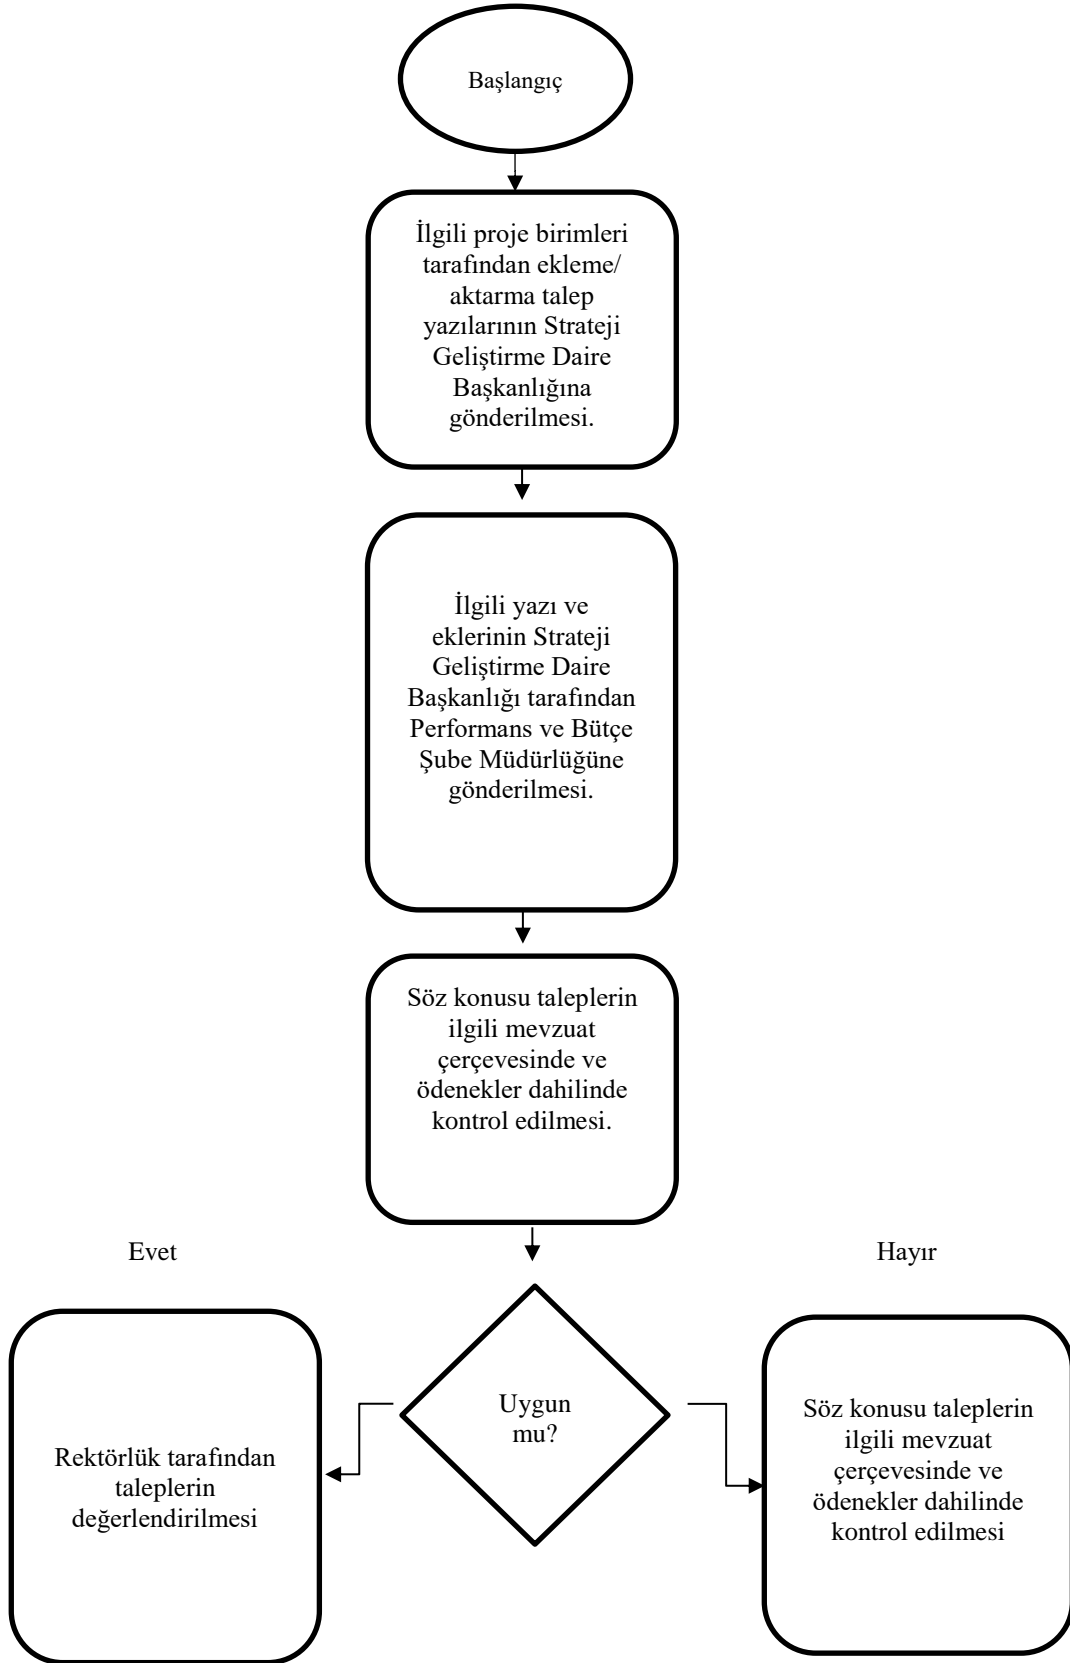 Başlangıç
İlgili proje birimleri
tarafından ekleme/
aktarma talep
yazılarının Strateji
Geliştirme Daire
Başkanlığına
gönderilmesi.
İlgili yazı ve
eklerinin Strateji
Geliştirme Daire
Başkanlığı tarafından
Performans ve Bütçe
Şube Müdürlüğüne
gönderilmesi.
Söz konusu taleplerin
ilgili mevzuat
çerçevesinde ve
ödenekler dahilinde
kontrol edilmesi.
Evet
Hayır
Rektörlük tarafından
taleplerin
değerlendirilmesi
Uygun
mu?
Söz konusu taleplerin
ilgili mevzuat
çerçevesinde ve
ödenekler dahilinde
kontrol edilmesi